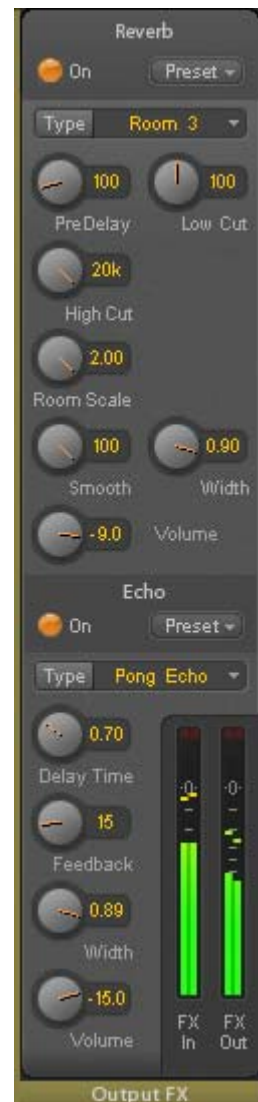 Reverb
On Preset
Type Room 3
100 100
PreDelay Low Cut
20k
High Cut
2.00
Room Scale
100 0.90
Smooth Width
-9.0 Volume
Echo
On Preset
Type Pong Echo
0.70
Delay Time
-0- -0-
15
Feedback
0.89
Width
-15.0
Volume
FX In
FX Out
Output FX